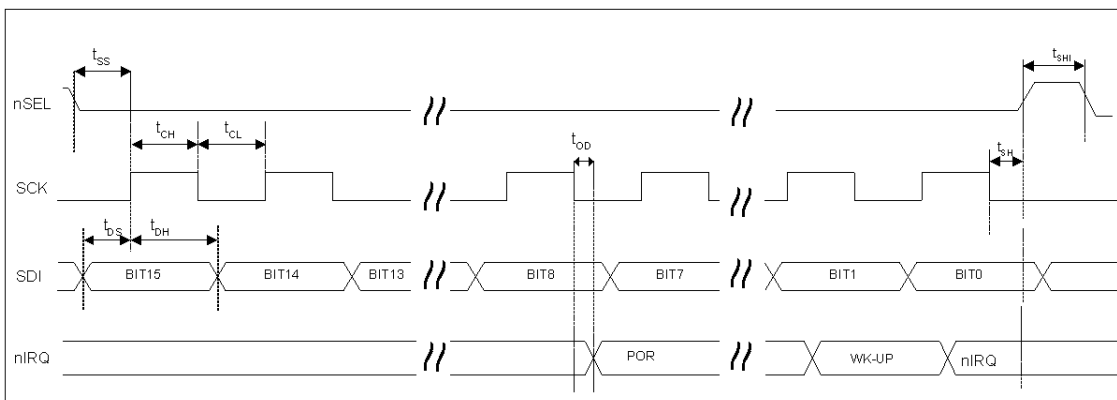 tSS
tSHI
nSEL
tCH
tCL
tOD
tSH
SCK
tDS
tDH
SDI
BIT15
BIT14
BIT13
BIT8
BIT7
BIT1
BIT0
nIRQ
POR
WK-UP
nIRQ